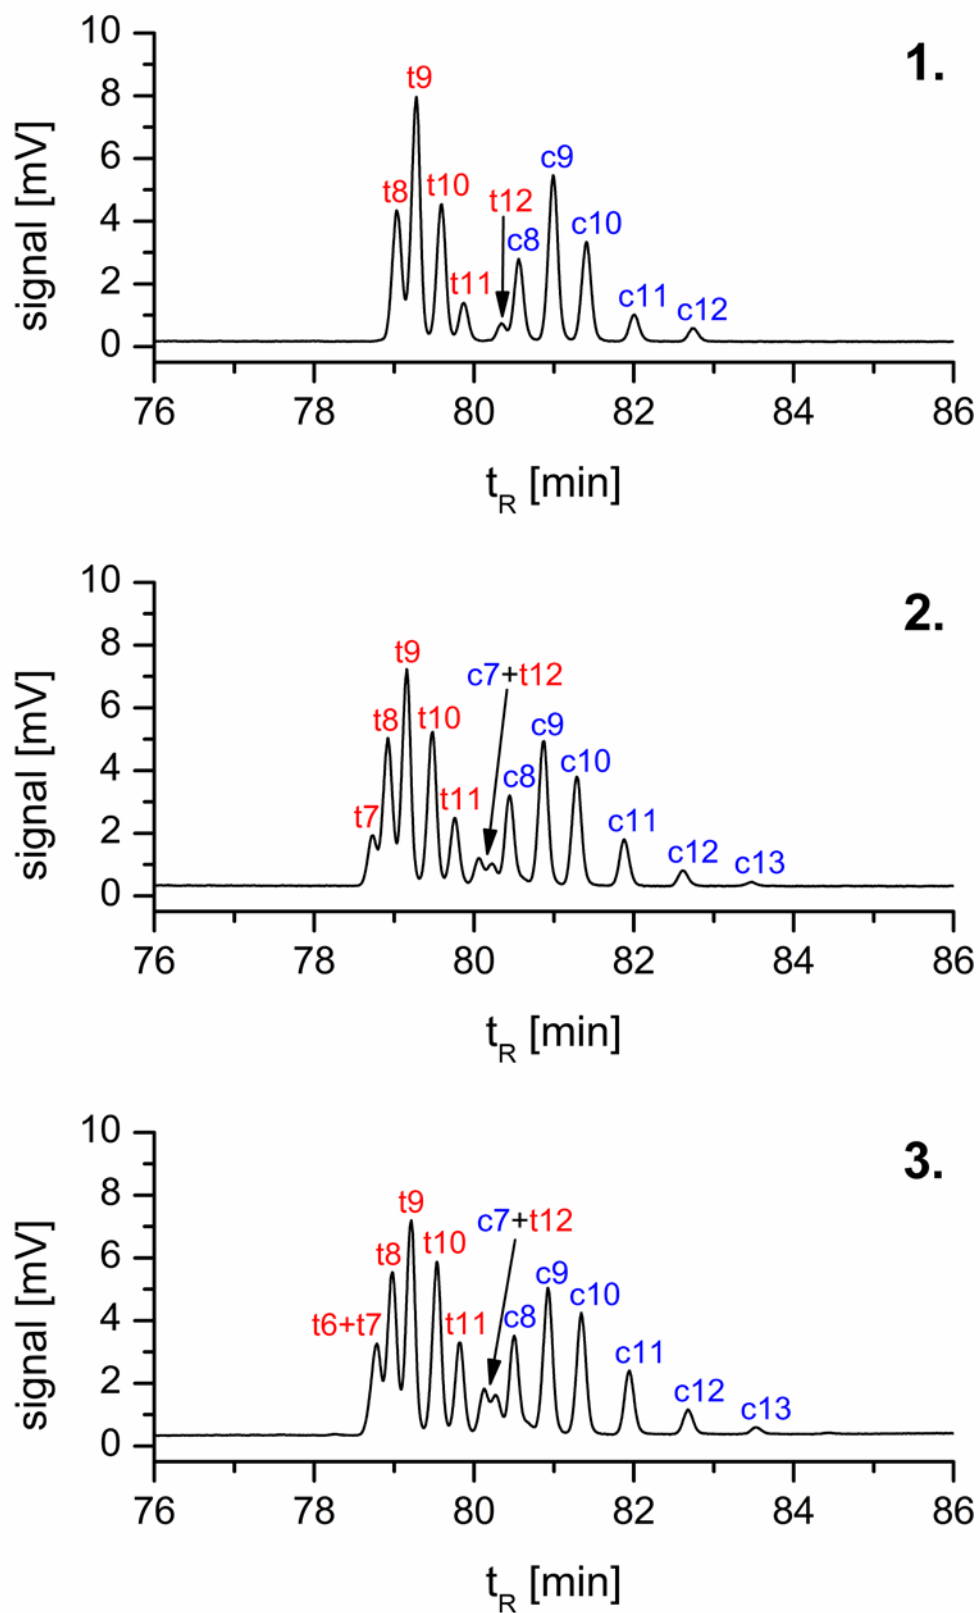 1.
10
8
6
4
2
0
signal [mV]
t8
t9
t10
t11
t12
c8
c9
c10
c11
c12
76 78 80 82 84 86
tR [min]
2.
10
8
6
4
2
0
signal [mV]
t7
t8
t9
t10
t11
c7+t12
c8
c9
c10
c11
c12
c13
76 78 80 82 84 86
tR [min]
3.
10
8
6
4
2
0
signal [mV]
t6+t7
t8
t9
t10
t11
c7+t12
c8
c9
c10
c11
c12
c13
76 78 80 82 84 86
tR [min]